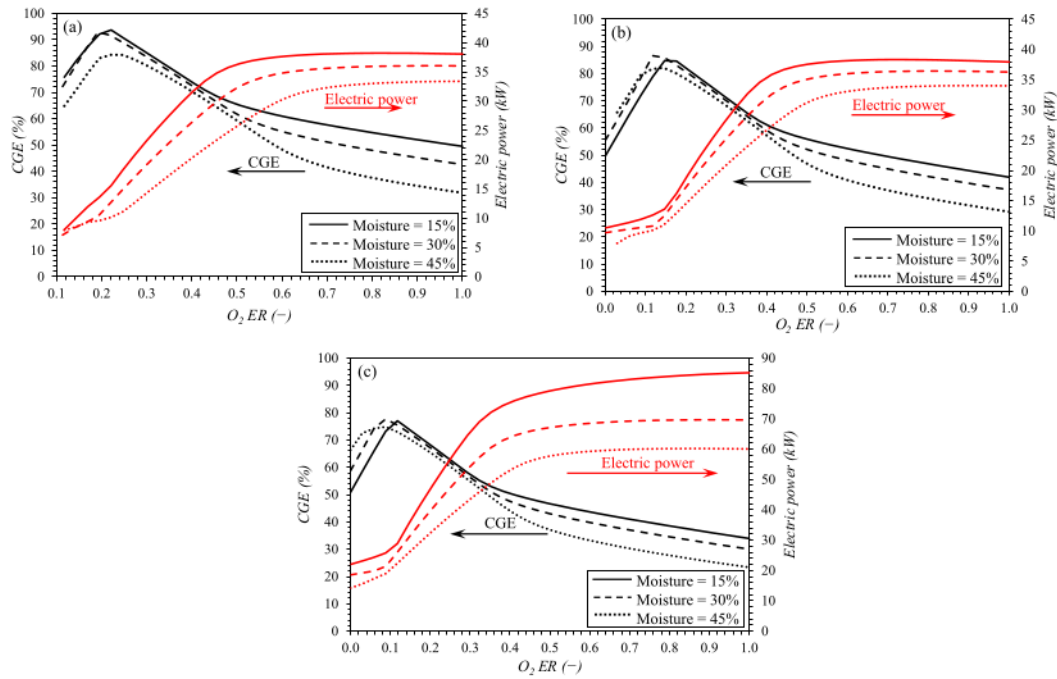 (a)
100
90
80
70
60
50
40
30
20
10
0
CGE (%)
45
40
35
30
25
20
15
10
5
0
Electric power (kW)
Electric power
CGE
Moisture = 15%
Moisture = 30%
Moisture = 45%
0.1 0.2 0.3 0.4 0.5 0.6 0.7 0.8 0.9 1.0
O2 ER (−)
(b)
100
90
80
70
60
50
40
30
20
10
0
CGE (%)
45
40
35
30
25
20
15
10
5
0
Electric power (kW)
Electric power
CGE
Moisture = 15%
Moisture = 30%
Moisture = 45%
0.0 0.1 0.2 0.3 0.4 0.5 0.6 0.7 0.8 0.9 1.0
O2 ER (−)
(c)
100
90
80
70
60
50
40
30
20
10
0
CGE (%)
90
80
70
60
50
40
30
20
10
0
Electric power (kW)
Electric power
CGE
Moisture = 15%
Moisture = 30%
Moisture = 45%
0.0 0.1 0.2 0.3 0.4 0.5 0.6 0.7 0.8 0.9 1.0
O2 ER (−)